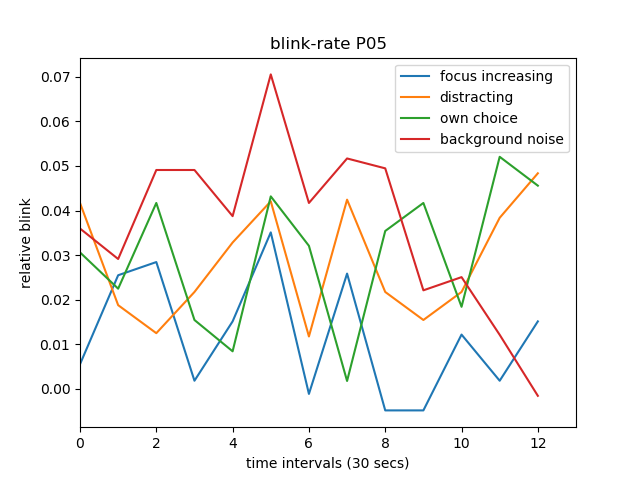 blink-rate P05
focus increasing
distracting
own choice
background noise
relative blink
0.07
0.06
0.05
0.04
0.03
0.02
0.01
0.00
0 2 4 6 8 10 12
time intervals (30 secs)